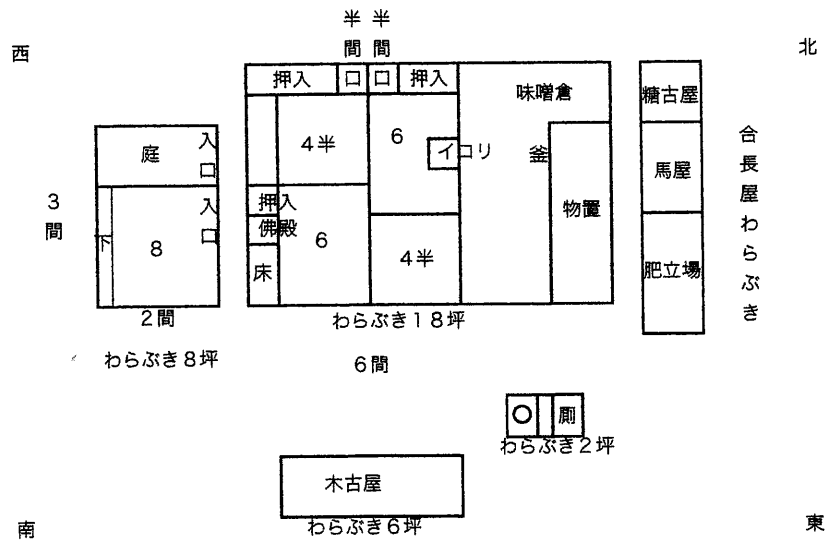 半間
半間
西
北
押入
口
口
押入
味噌倉
糖古屋
庭
入口
4半
6
イロリ
釜
馬屋
合長屋わらぶき
3間
下
8
入口
押入
佛殿
床
6
4半
物置
肥立場
2間
わらぶき18坪
わらぶき8坪
6間
〇
厠
わらぶき2坪
木古屋
わらぶき6坪
南
東